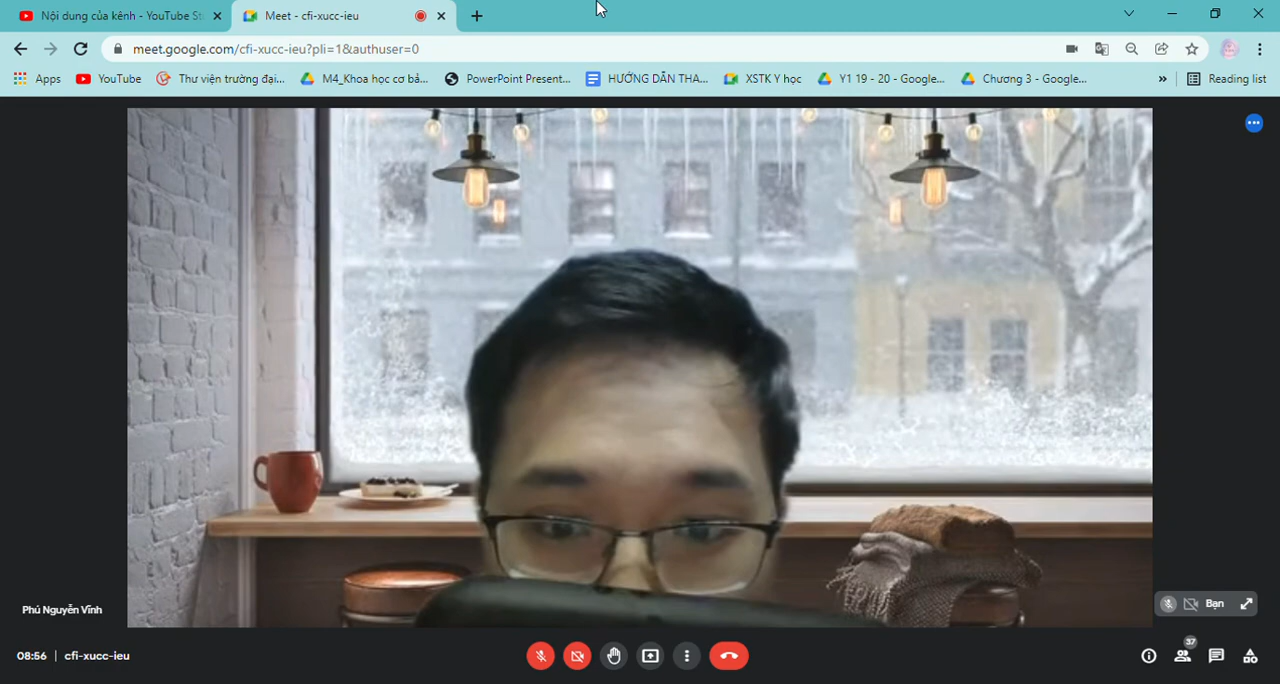 Nội dung của kênh - YouTube St
Meet - cfi-xucc-ieu
meet.google.com/cfi-xucc-ieu?pli=1&authuser=0
Apps
YouTube
Thư viện trường đại...
M4_Khoa học cơ bả...
PowerPoint Present...
HƯỚNG DẪN THA...
XSTK Y học
Y1 19 - 20 - Google...
Chương 3 - Google...
»
Reading list
Phú Nguyễn Vĩnh
Bạn
08:56 | cfi-xucc-ieu
37